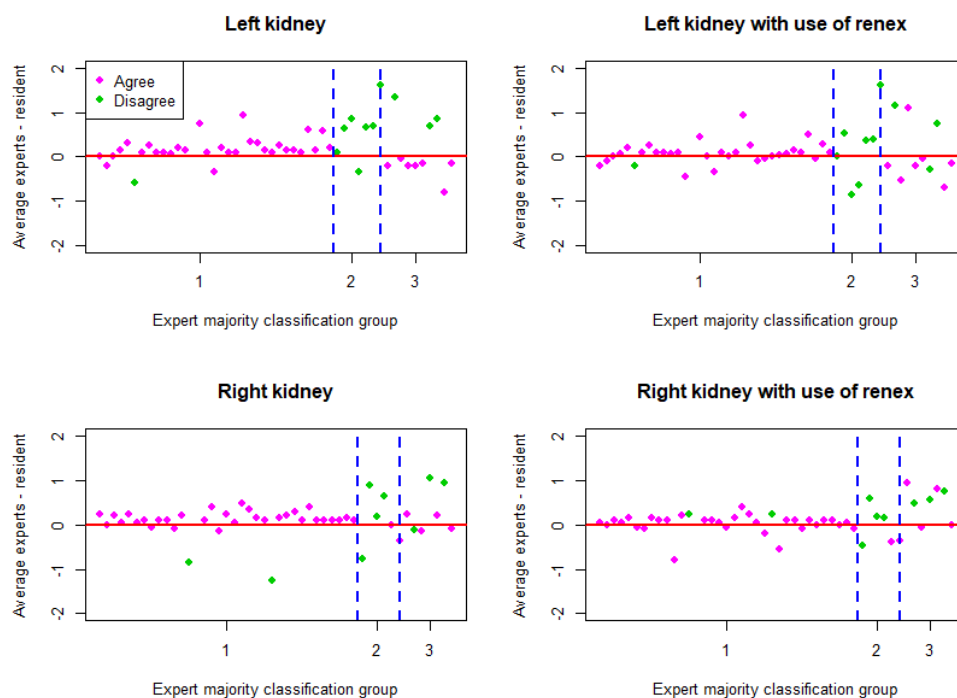 Left kidney
Average experts - resident
2
1
0
-1
-2
Agree
Disagree
1
2
3
Expert majority classification group
Left kidney with use of renex
Average experts - resident
2
1
0
-1
-2
1
2
3
Expert majority classification group
Right kidney
Average experts - resident
2
1
0
-1
-2
1
2
3
Expert majority classification group
Right kidney with use of renex
Average experts - resident
2
1
0
-1
-2
1
2
3
Expert majority classification group